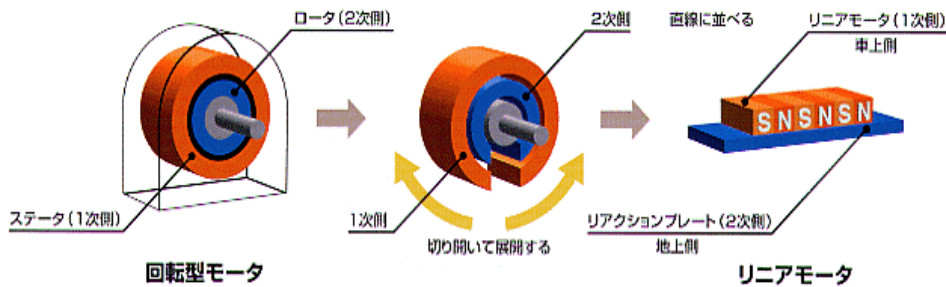 ロータ(2次側)
ステータ(1次側)
回転型モータ
2次側
1次側
切り開いて展開する
直線に並べる
リニアモータ(1次側)
車上側
S N S N S N
リアクションプレート(2次側)
地上側
リニアモータ